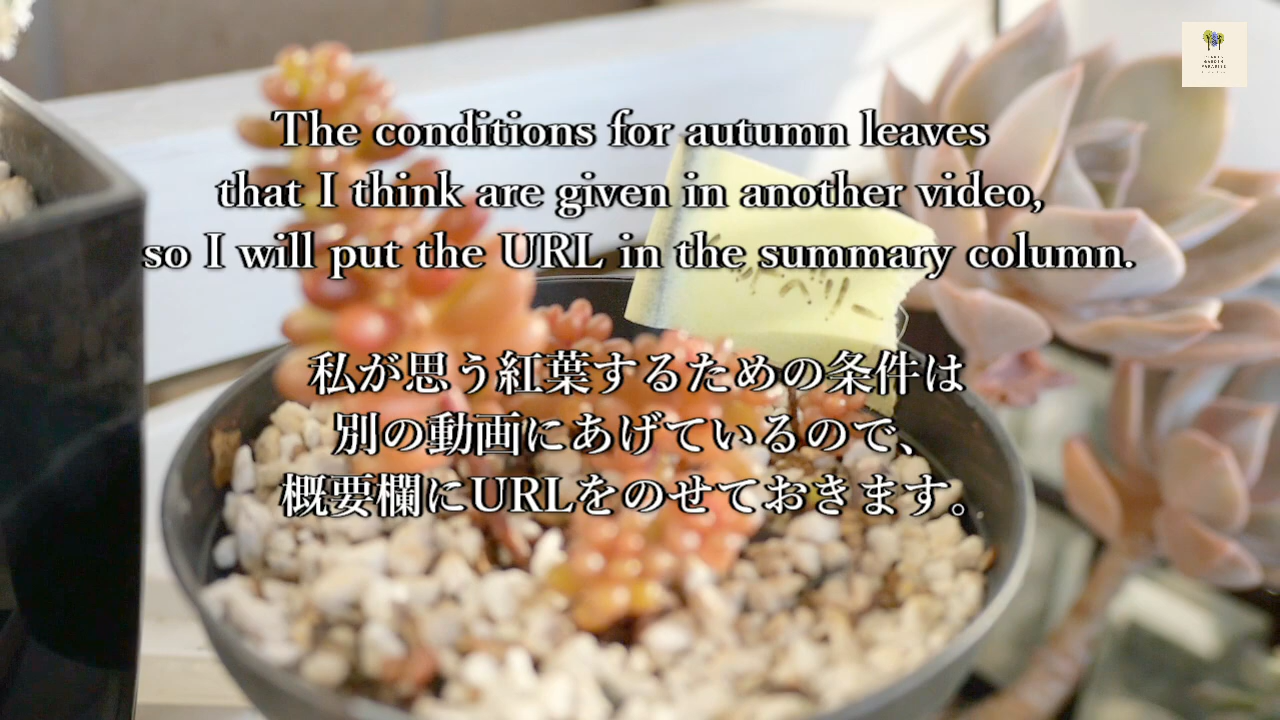 The conditions for autumn leaves
that I think are given in another video,
so I will put the URL in the summary column.
私が思う紅葉するための条件は
別の動画にあげているので、
概要欄にURLをのせておきます。